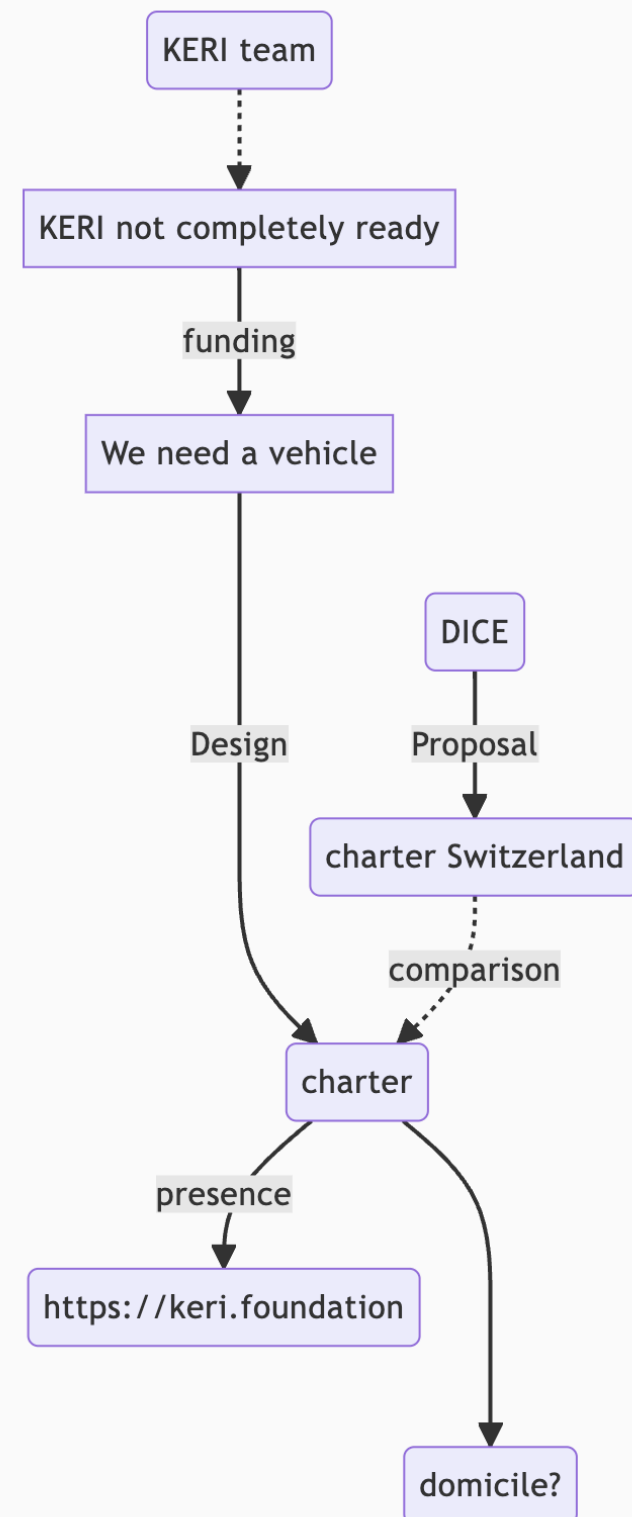 KERI team
KERI not completely ready
funding
We need a vehicle
DICE
Design
Proposal
charter Switzerland
comparison
charter
presence
https://keri.foundation
domicile?